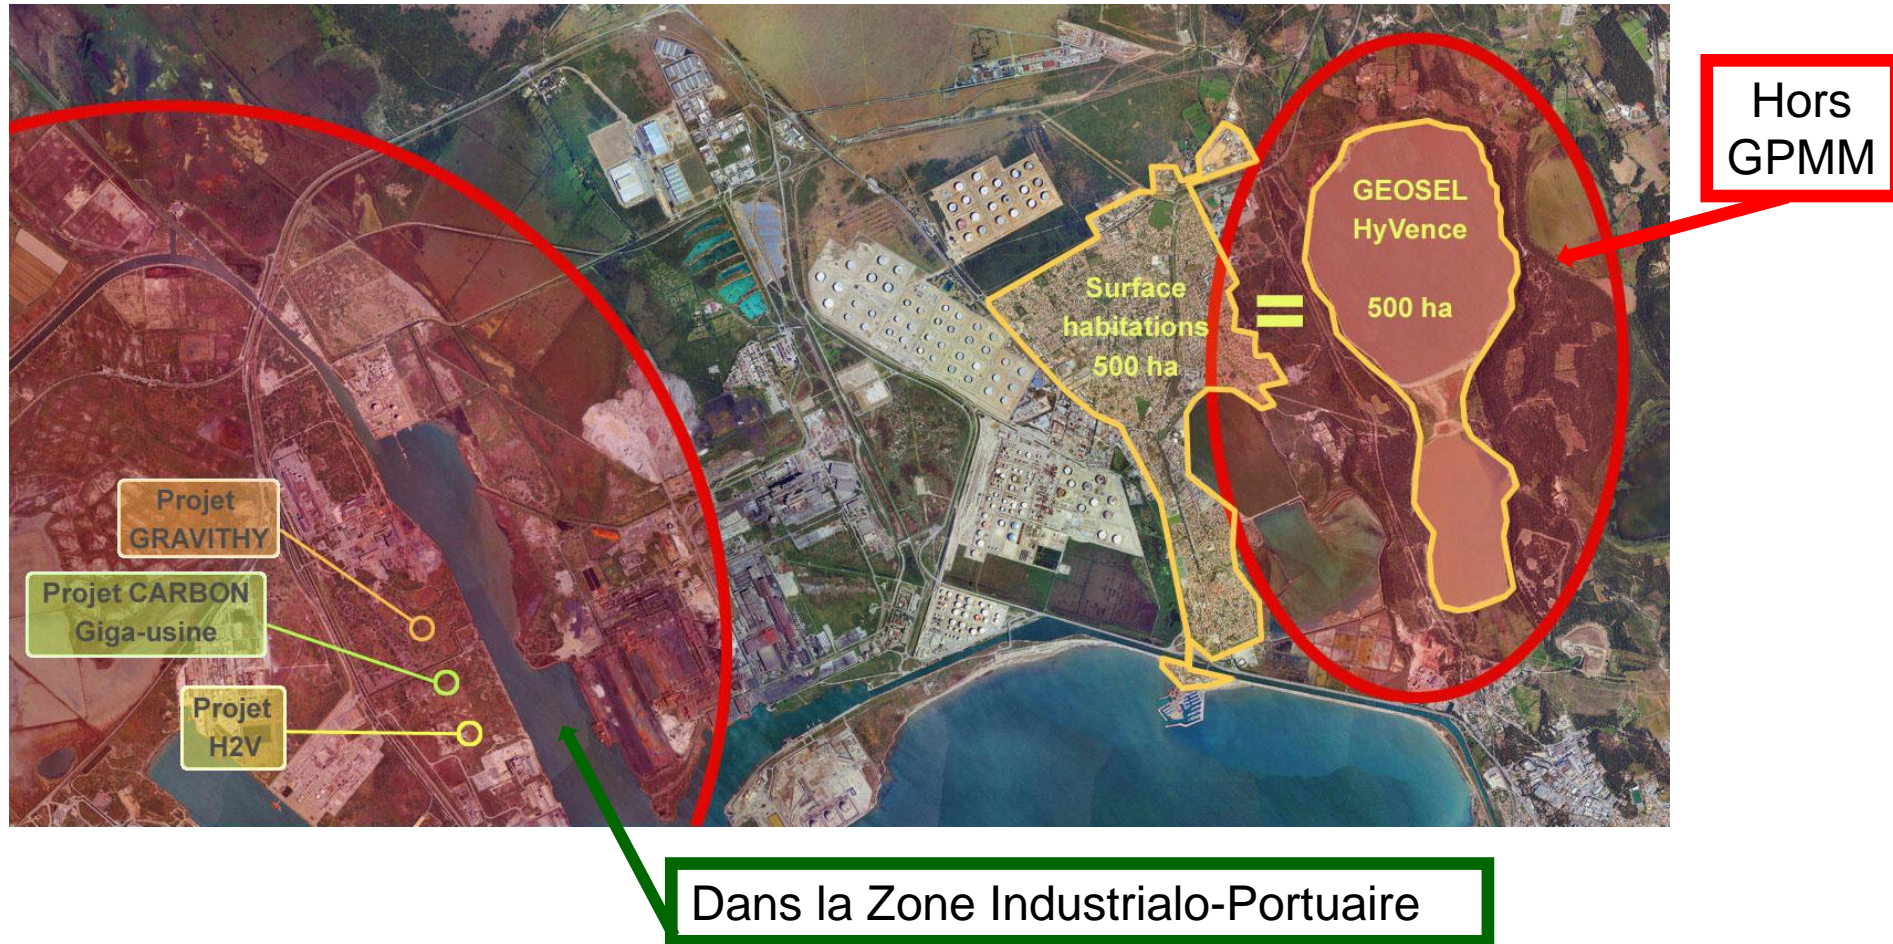 Hors
GPMM
GEOSEL
HyVence
500 ha
Surface
habitations
500 ha
=
Projet
GRAVITHY
Projet CARBON
Giga-usine
Projet
H2V
Dans la Zone Industrialo-Portuaire